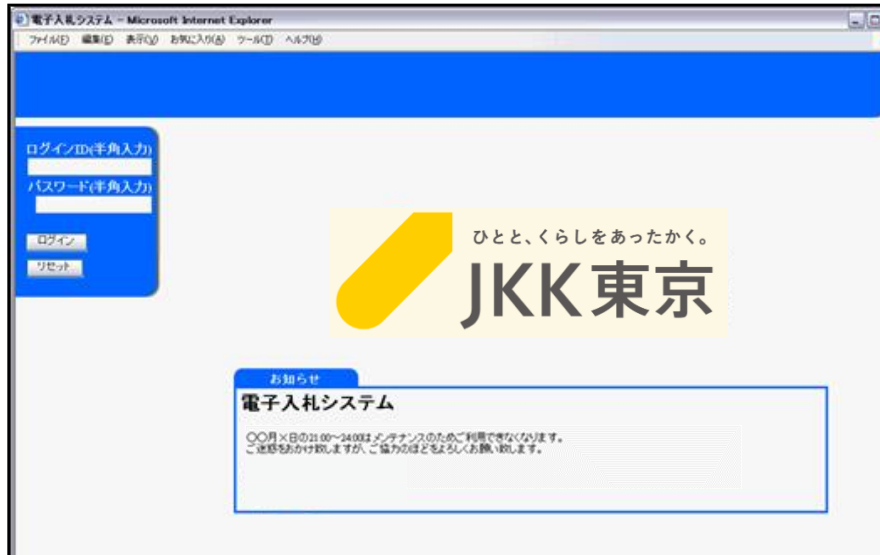 電子入札システム - Microsoft Internet Explorer
ファイル(F) 編集(E) 表示(V) お気に入り(A) ツール(T) ヘルプ(H)
ログインID(半角入力)
パスワード(半角入力)
ログイン
リセット
ひとと、くらしをあったかく。
JKK東京
お知らせ
電子入札システム
〇〇月×日の21:00~24:00はメンテナンスのためご利用できなくなります。
ご迷惑をおかけ致しますが、ご協力のほどをよろしくお願い致します。